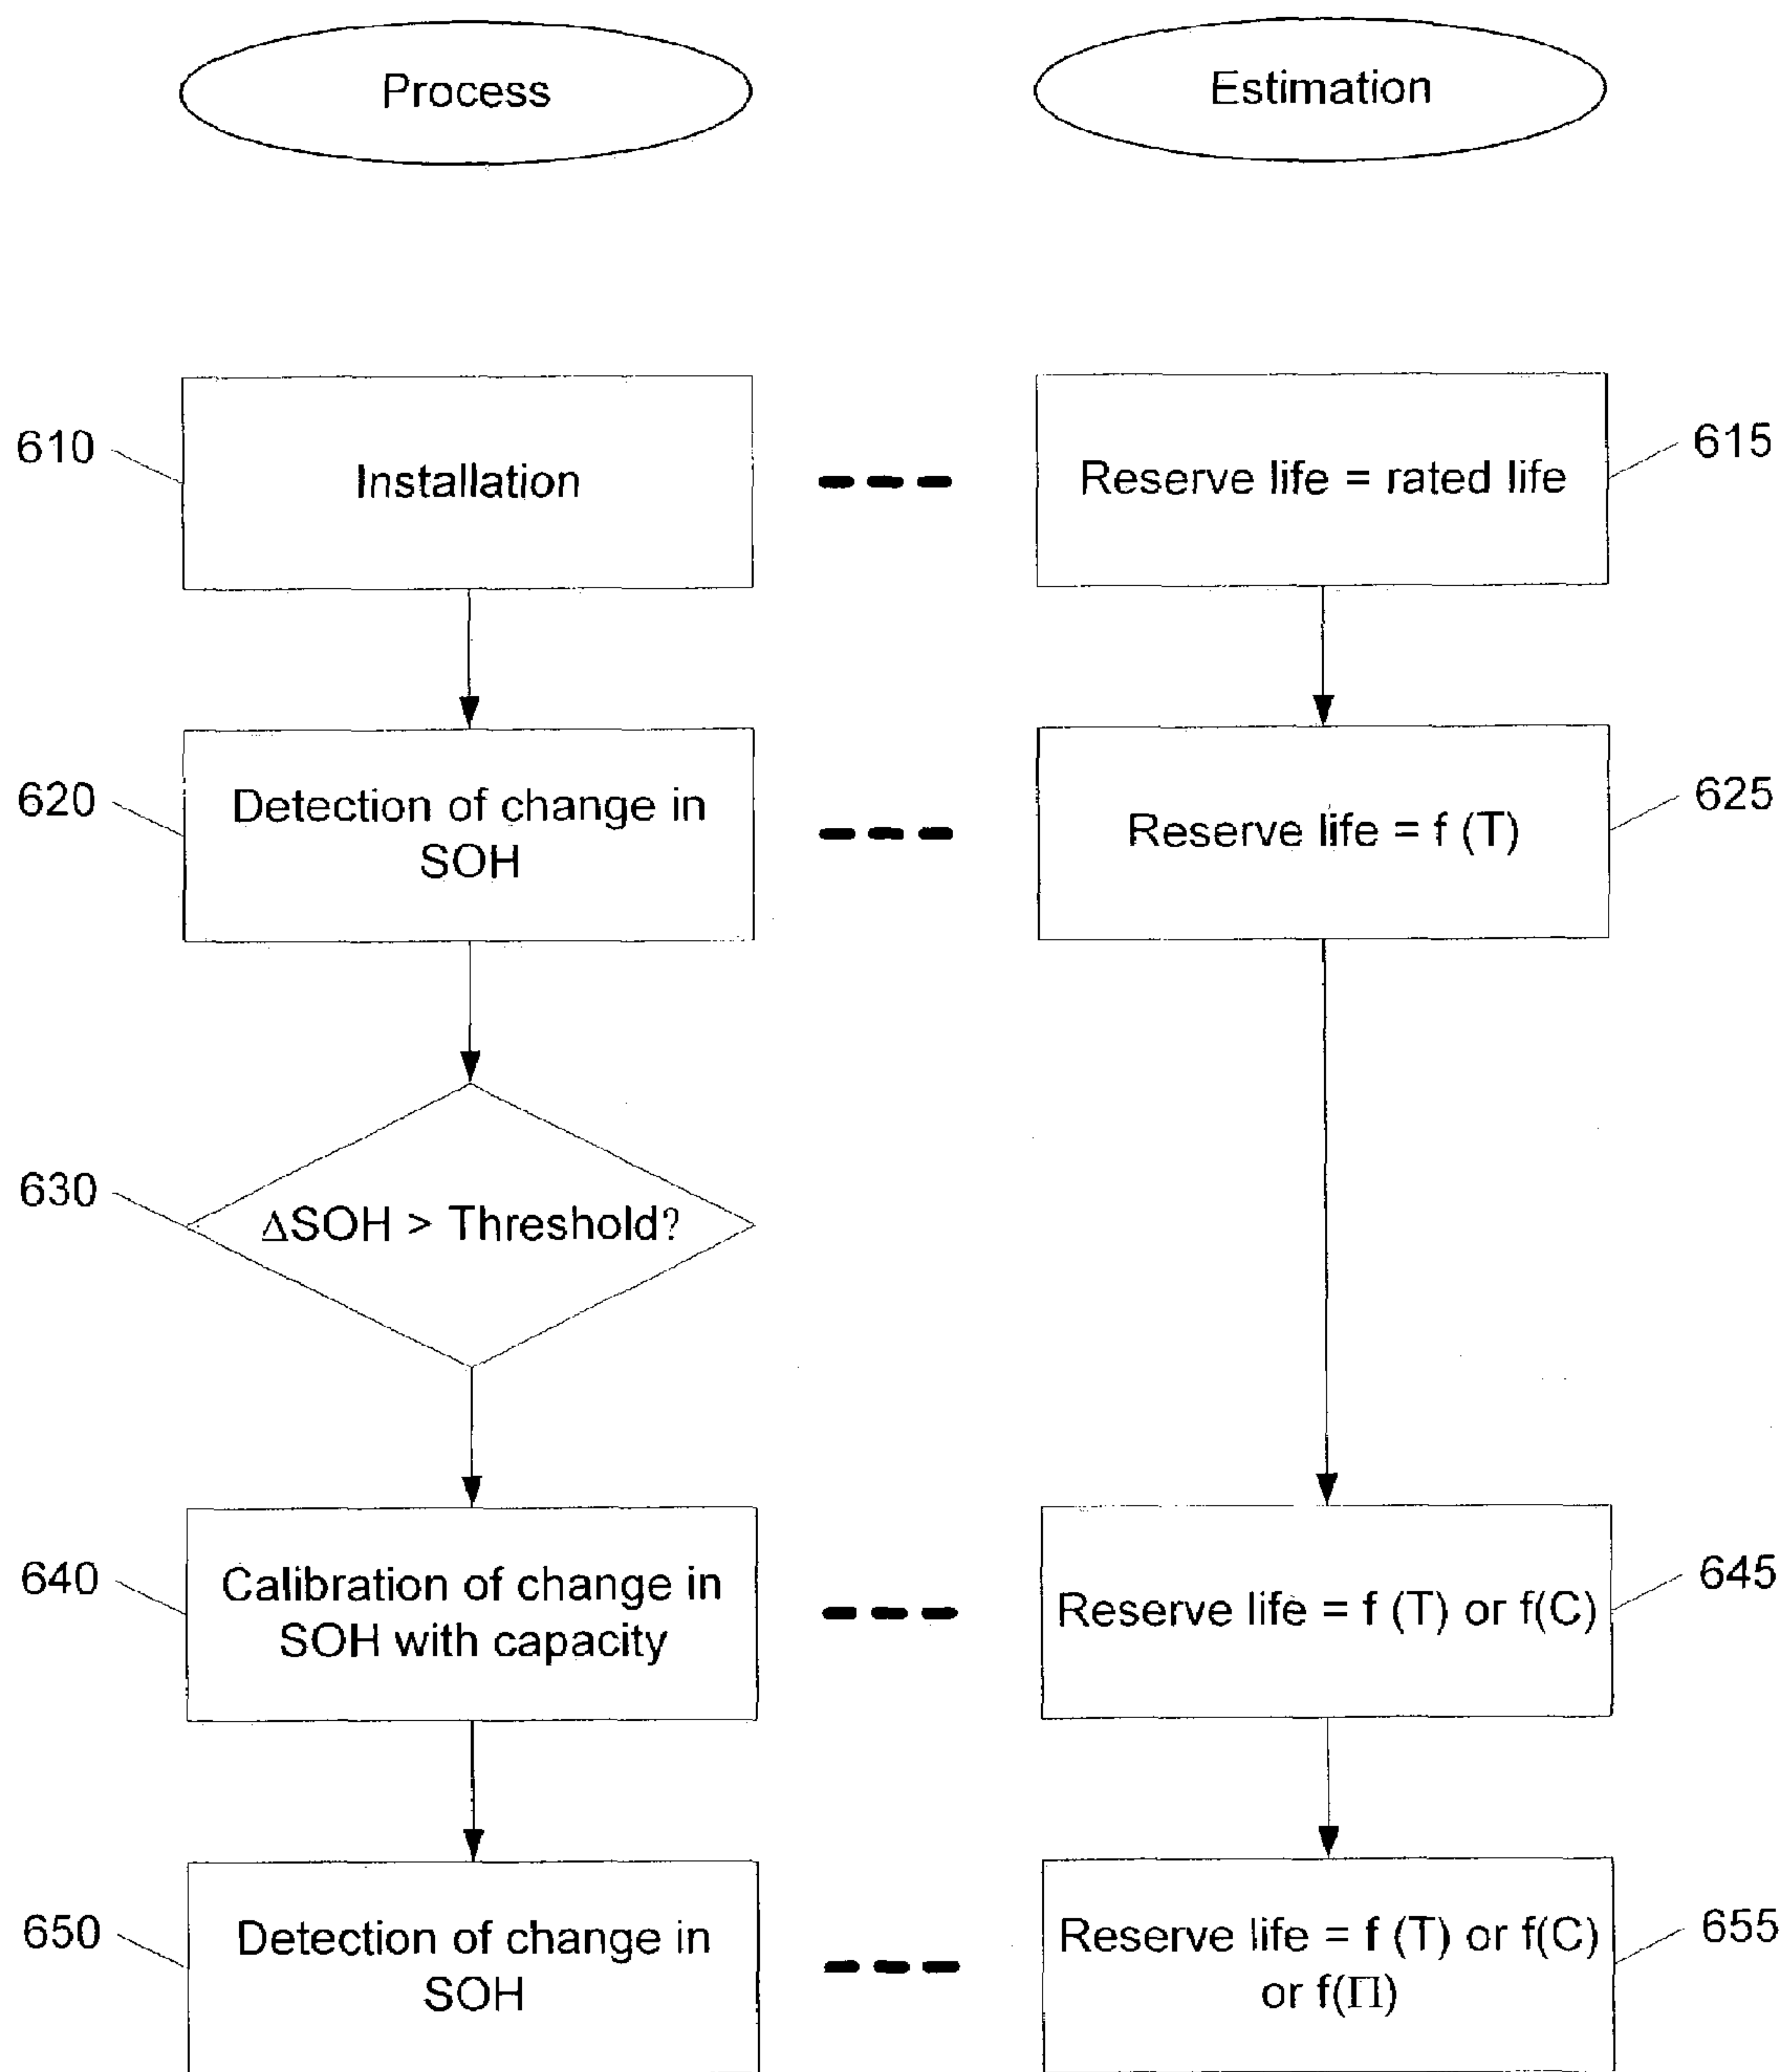 Process
Estimation
610
Installation
Reserve life = rated life
615
620
Detection of change in
SOH
Reserve life = f (T)
625
630
ΔSOH > Threshold?
640
Calibration of change in
SOH with capacity
Reserve life = f (T) or f(C)
645
650
Detection of change in
SOH
Reserve life = f (T) or f(C)
or f(Π)
655